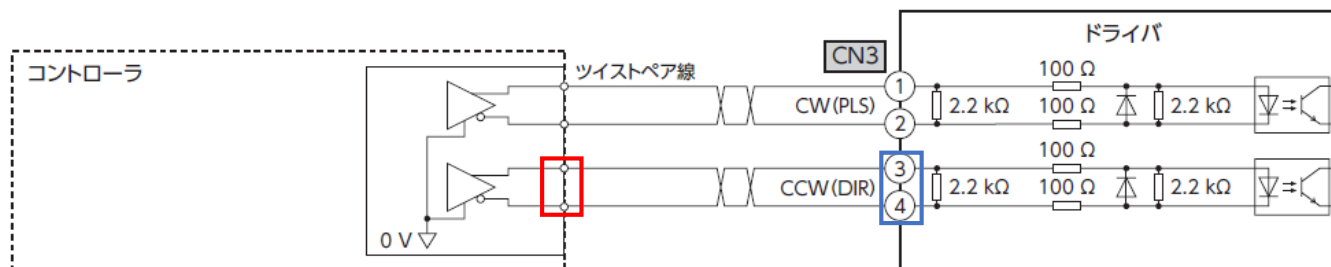 ドライバ
コントローラ
ツイストペア線
CN3
100 Ω
1
CW(PLS)
2.2 kΩ
100 Ω
2.2 kΩ
2
100 Ω
3
CCW(DIR)
2.2 kΩ
100 Ω
2.2 kΩ
4
0 V